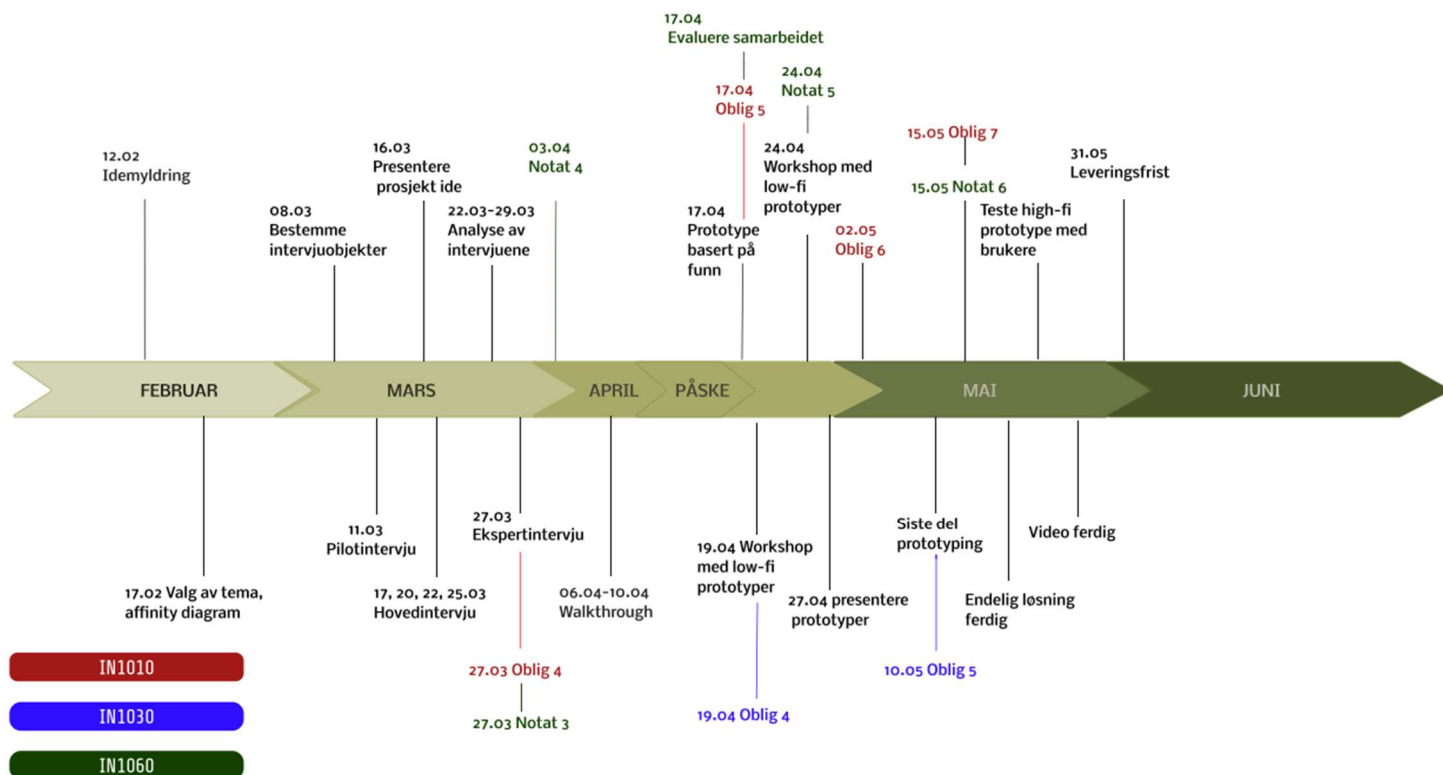 17.04
Evaluere samarbeidet
17.04
Oblig 5
24.04
Notat 5
12.02
Idemyldring
16.03
Presentere
prosjekt ide
03.04
Notat 4
24.04
Workshop med
low-fi
prototyper
15.05 Oblig 7
15.05 Notat 6
31.05
Leveringsfrist
08.03
Bestemme
intervjuobjekter
22.03-29.03
Analyse av
intervjuene
17.04
Prototype
basert på
funn
02.05
Oblig 6
Teste high-fi
prototype med
brukere
FEBRUAR
MARS
APRIL
PÅSKE
MAI
JUNI
17.02 Valg av tema,
affinity diagram
11.03
Pilotintervju
17, 20, 22, 25.03
Hovedintervju
27.03
Ekspertintervju
27.03 Oblig 4
27.03 Notat 3
06.04-10.04
Walkthrough
19.04 Workshop
med low-fi
prototyper
19.04 Oblig 4
27.04 presentere
prototyper
Siste del
prototyping
10.05 Oblig 5
Endelig løsning
ferdig
Video ferdig
IN1010
IN1030
IN1060